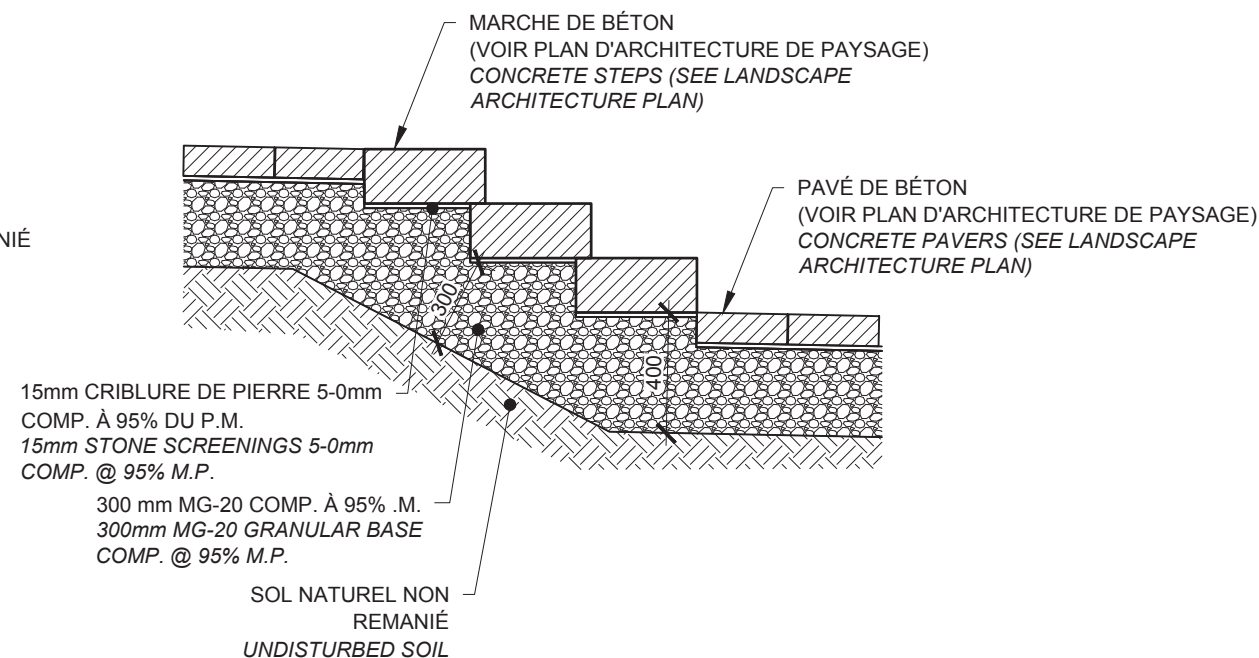 MARCHE DE BÉTON
(VOIR PLAN D'ARCHITECTURE DE PAYSAGE)
CONCRETE STEPS (SEE LANDSCAPE
ARCHITECTURE PLAN)
PAVÉ DE BÉTON
(VOIR PLAN D'ARCHITECTURE DE PAYSAGE)
CONCRETE PAVERS (SEE LANDSCAPE
ARCHITECTURE PLAN)
NIÉ
300
400
15mm CRIBLURE DE PIERRE 5-0mm
COMP. À 95% DU P.M.
15mm STONE SCREENINGS 5-0mm
COMP. @ 95% M.P.
300 mm MG-20 COMP. À 95% .M.
300mm MG-20 GRANULAR BASE
COMP. @ 95% M.P.
SOL NATUREL NON
REMANIÉ
UNDISTURBED SOIL